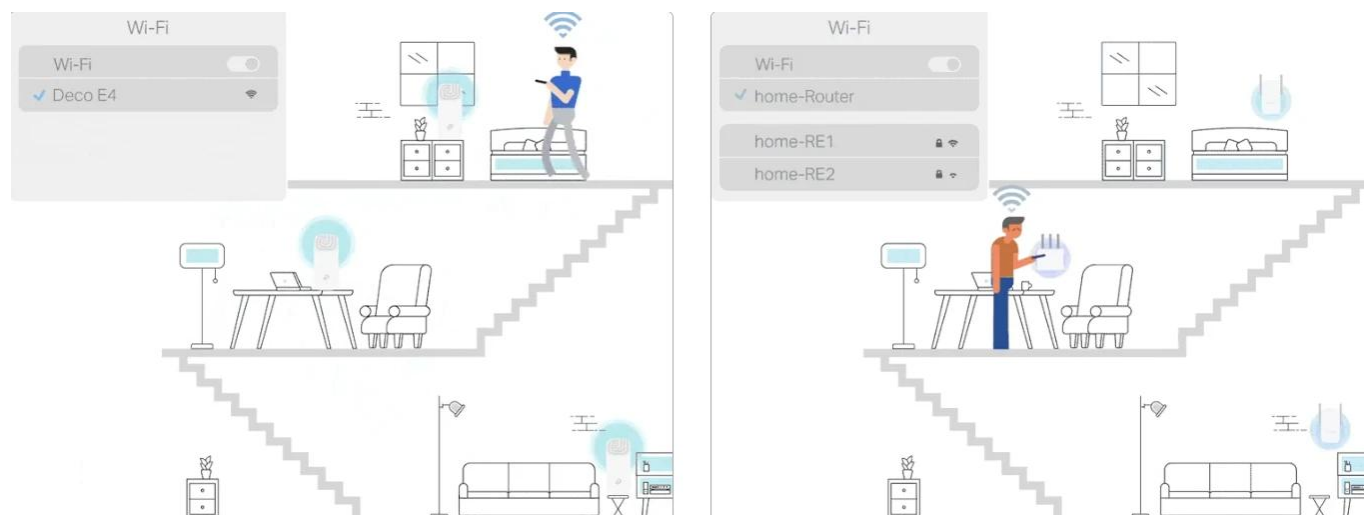 Wi-Fi
Wi-Fi
Deco E4
Wi-Fi
Wi-Fi
home-Router
home-RE1
home-RE2